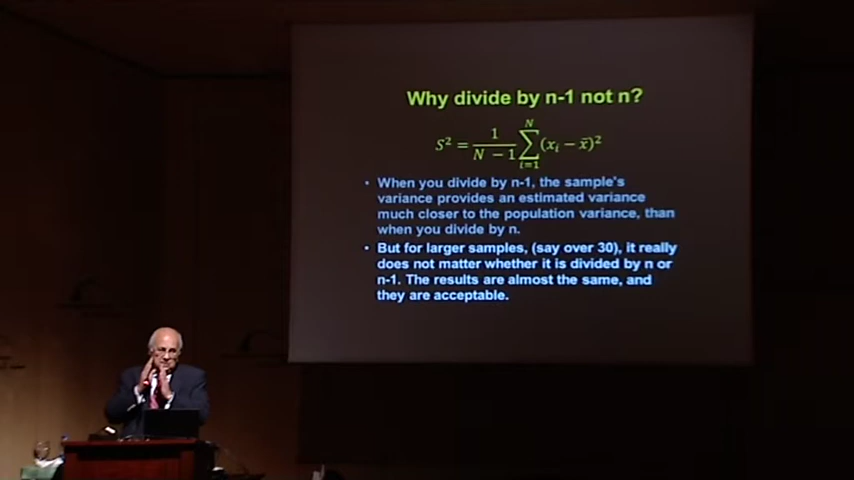 Why divide by n-1 not n?
S² = 1/(N − 1) ∑_{i=1}^{N} (x_i − x̄)²
• When you divide by n-1, the sample's
variance provides an estimated variance
much closer to the population variance, than
when you divide by n.
• But for larger samples, (say over 30), it really
does not matter whether it is divided by n or
n-1. The results are almost the same, and
they are acceptable.